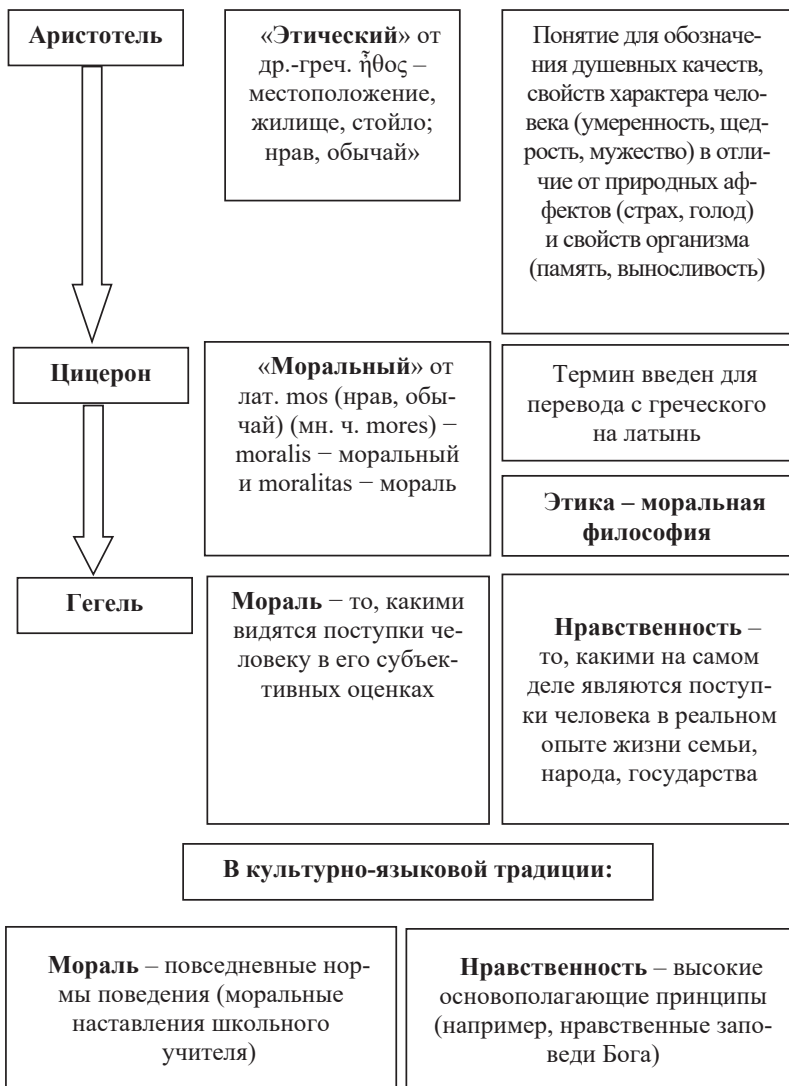 Аристотель
«Этический» от
др.-греч. ἦθος –
местоположение,
жилище, стойло;
нрав, обычай»
Понятие для обозначе-
ния душевных качеств,
свойств характера чело-
века (умеренность, щед-
рость, мужество) в отли-
чие от природных аф-
фектов (страх, голод)
и свойств организма
(память, выносливость)
Цицерон
«Моральный» от
лат. mos (нрав, обы-
чай) (мн. ч. mores) −
moralis − моральный
и moralitas − мораль
Термин введен для
перевода с греческого
на латынь
Этика – моральная
философия
Гегель
Мораль − то, какими
видятся поступки че-
ловеку в его субъек-
тивных оценках
Нравственность –
то, какими на самом
деле являются поступ-
ки человека в реальном
опыте жизни семьи,
народа, государства
В культурно-языковой традиции:
Мораль – повседневные нор-
мы поведения (моральные
наставления школьного
учителя)
Нравственность – высокие
основополагающие принципы
(например, нравственные запо-
веди Бога)